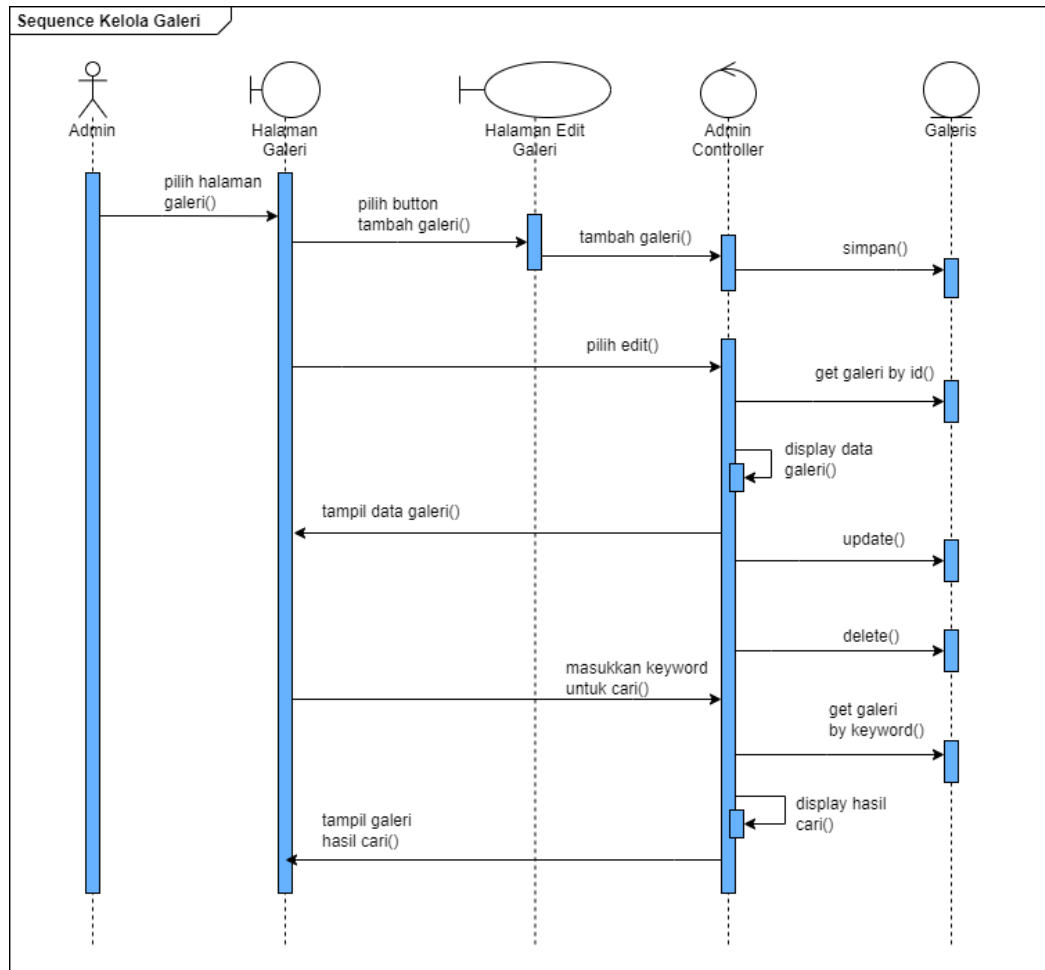 Sequence Kelola Galeri
Admin
Halaman
Galeri
Halaman Edit
Galeri
Admin
Controller
Galeris
pilih halaman
galeri()
pilih button
tambah galeri()
tambah galeri()
simpan()
pilih edit()
get galeri by id()
display data
galeri()
tampil data galeri()
update()
delete()
masukkan keyword
untuk cari()
get galeri
by keyword()
display hasil
cari()
tampil galeri
hasil cari()